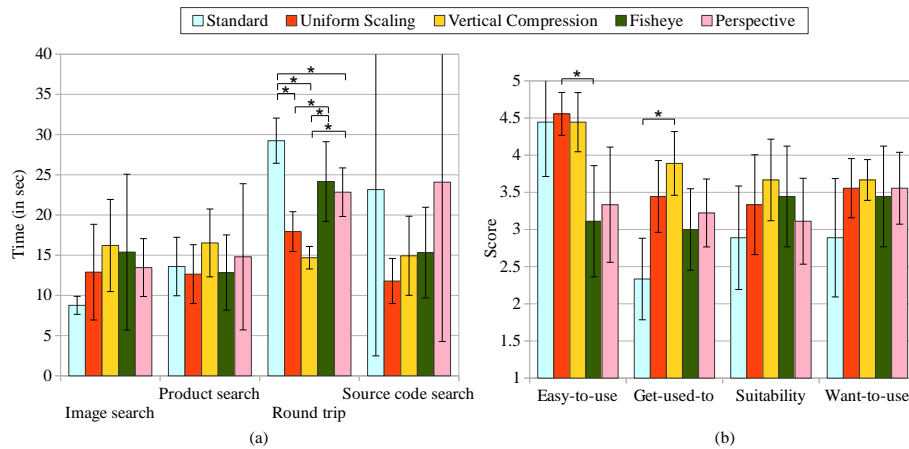 Standard Uniform Scaling Vertical Compression Fisheye Perspective
40
35
30
25
20
15
10
5
0
Time (in sec)
* * * * * *
Image search Product search Round trip Source code search
(a)
5
4.5
4
3.5
3
2.5
2
1.5
1
Score
* *
Easy-to-use Get-used-to Suitability Want-to-use
(b)